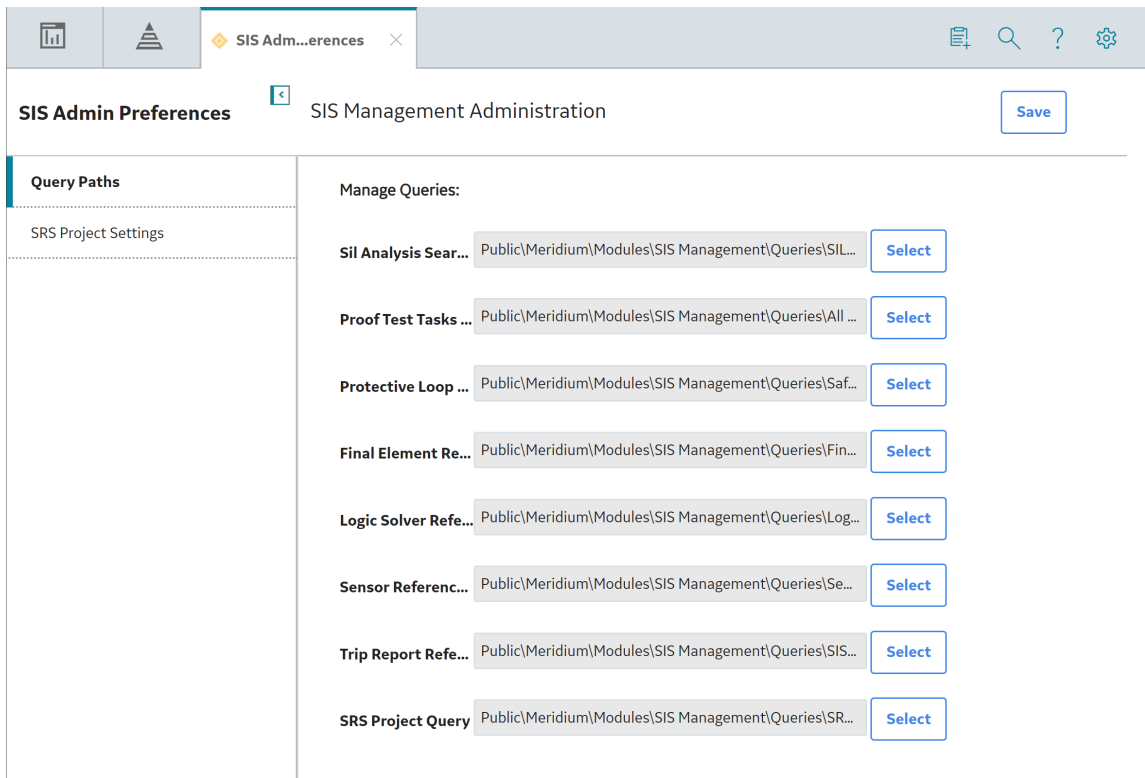 SIS Adm...erences
SIS Admin Preferences
SIS Management Administration
Save
Query Paths
SRS Project Settings
Manage Queries:
Sil Analysis Sear... Public\Meridium\Modules\SIS Management\Queries\SIL... Select
Proof Test Tasks ... Public\Meridium\Modules\SIS Management\Queries\All ... Select
Protective Loop ... Public\Meridium\Modules\SIS Management\Queries\Saf... Select
Final Element Re... Public\Meridium\Modules\SIS Management\Queries\Fin... Select
Logic Solver Refe... Public\Meridium\Modules\SIS Management\Queries\Log... Select
Sensor Referenc... Public\Meridium\Modules\SIS Management\Queries\Se... Select
Trip Report Refe... Public\Meridium\Modules\SIS Management\Queries\SIS... Select
SRS Project Query Public\Meridium\Modules\SIS Management\Queries\SR... Select